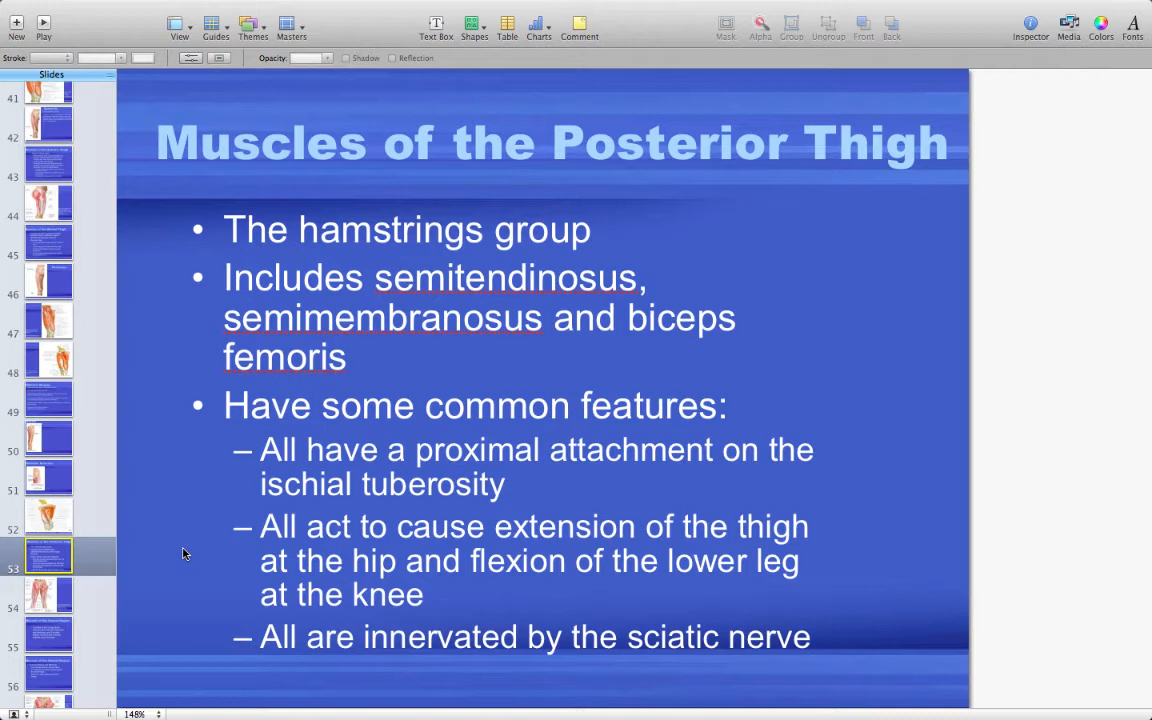 New
Play
View
Guides
Themes
Masters
Text Box
Shapes
Table
Charts
Comment
Mask
Alpha
Group
Ungroup
Front
Back
Inspector
Media
Colors
Fonts
Stroke:
Opacity:
Shadow
Reflection
Slides
41
42
43
44
45
46
47
48
49
50
51
52
53
54
55
56
Muscles of the Posterior Thigh
• The hamstrings group
• Includes semitendinosus,
semimembranosus and biceps
femoris
• Have some common features:
– All have a proximal attachment on the
ischial tuberosity
– All act to cause extension of the thigh
at the hip and flexion of the lower leg
at the knee
– All are innervated by the sciatic nerve
148%